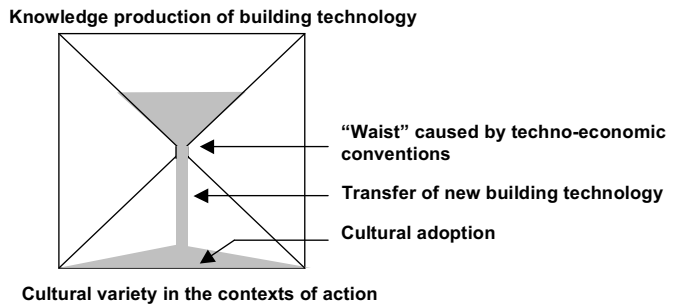 Knowledge production of building technology
“Waist” caused by techno-economic
conventions
Transfer of new building technology
Cultural adoption
Cultural variety in the contexts of action